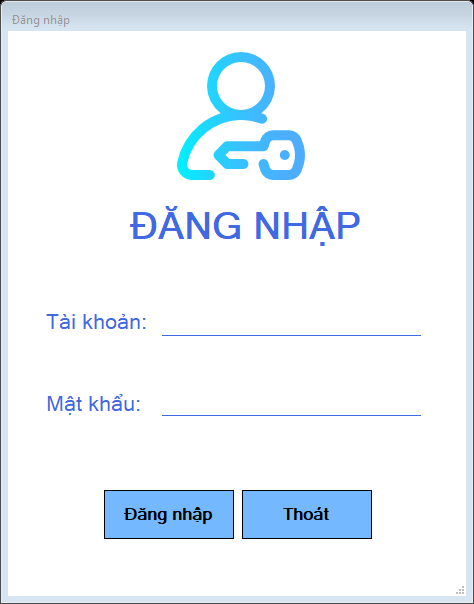 Đăng nhập
ĐĂNG NHẬP
Tài khoản:
Mật khẩu:
Đăng nhập
Thoát